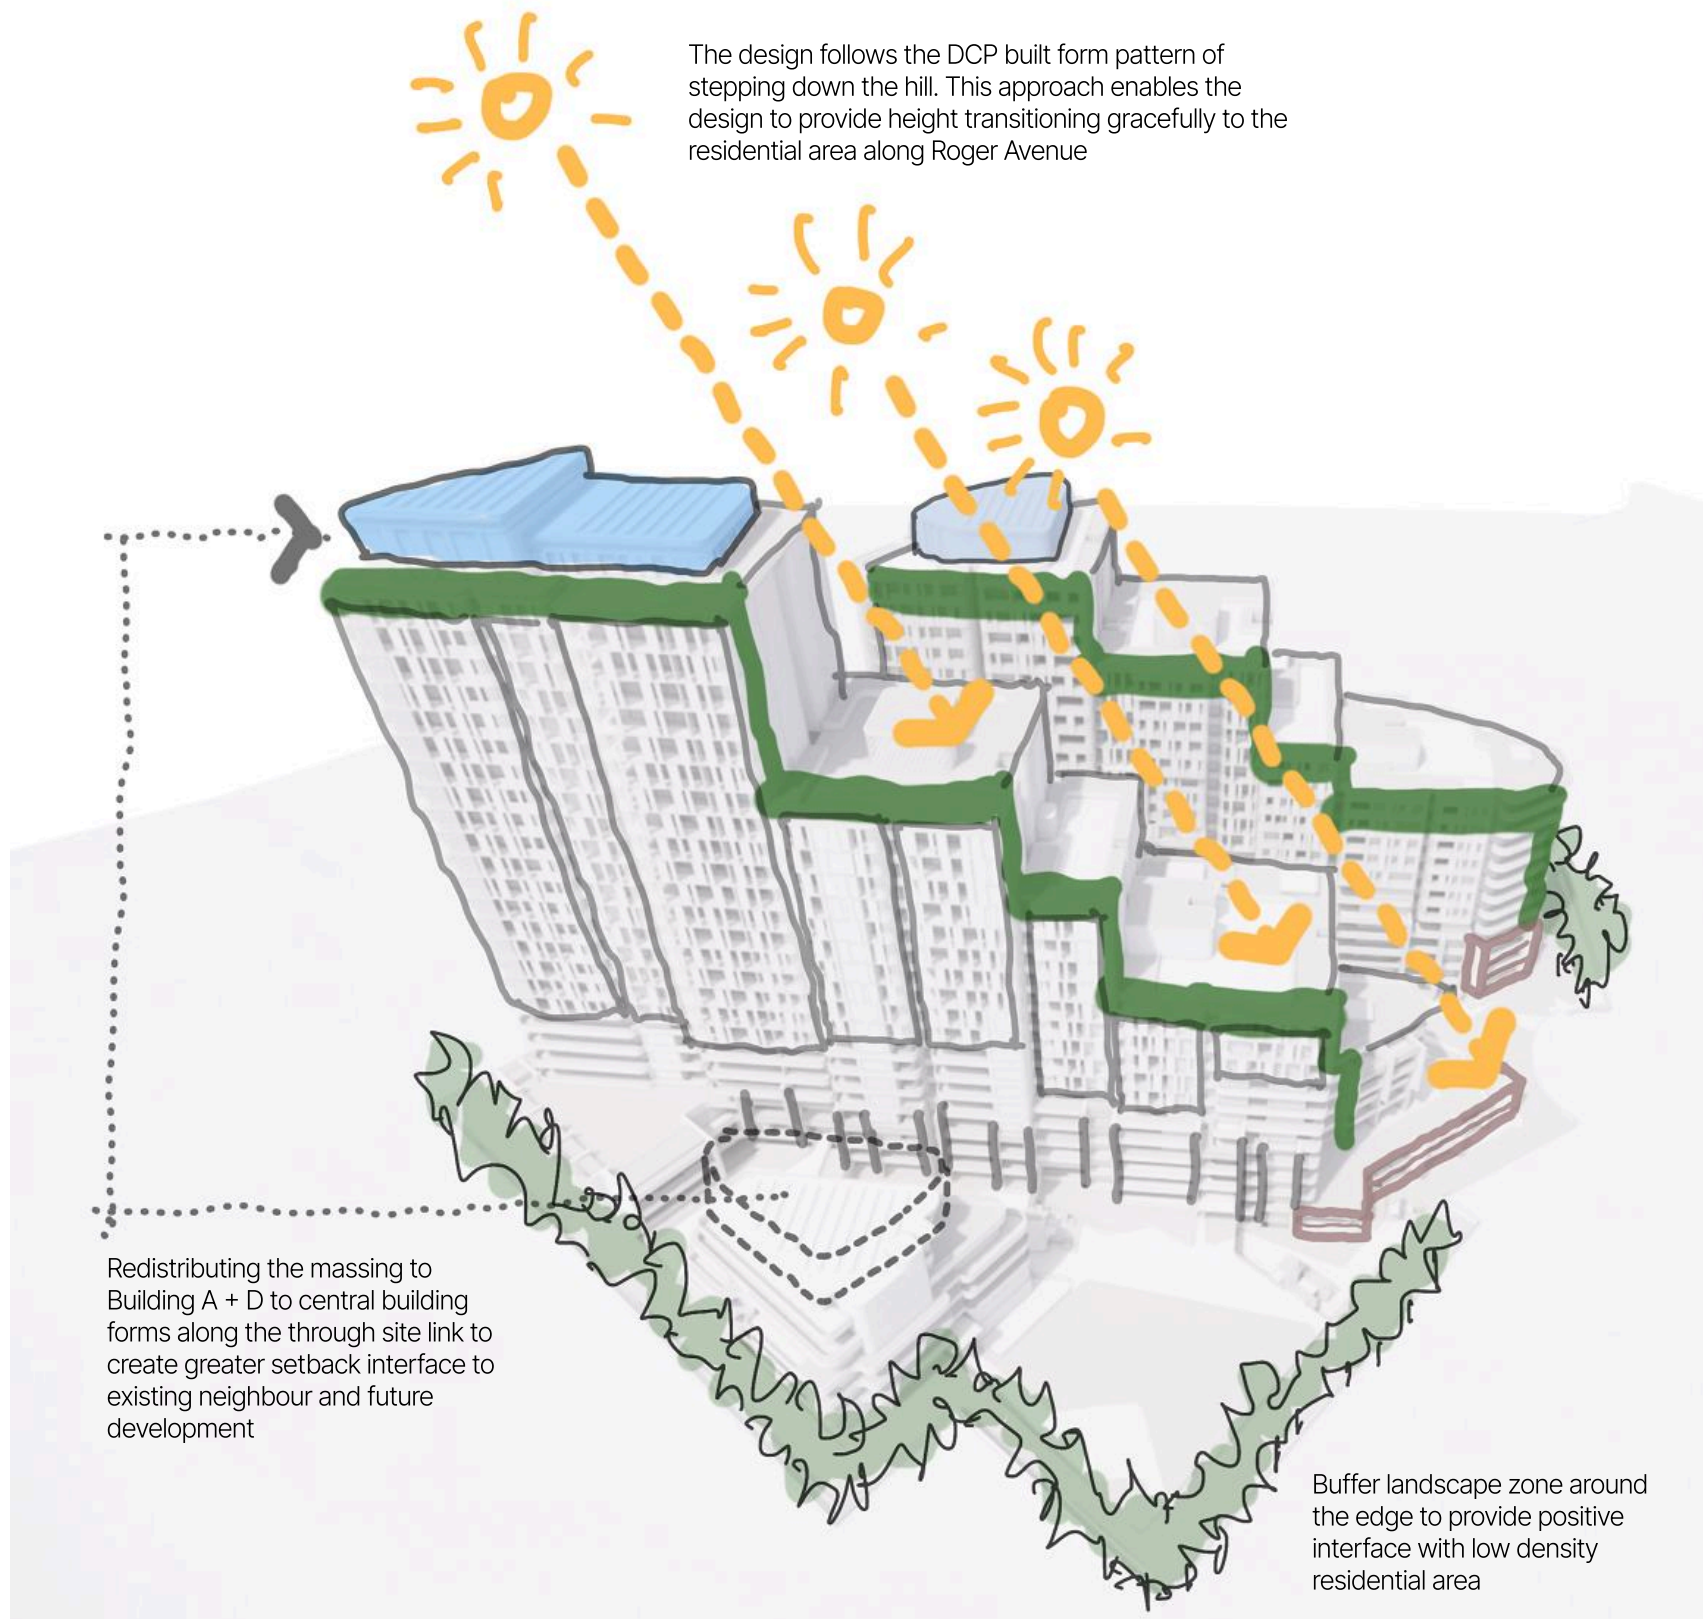 The design follows the DCP built form pattern of
stepping down the hill. This approach enables the
design to provide height transitioning gracefully to the
residential area along Roger Avenue
Redistributing the massing to
Building A + D to central building
forms along the through site link to
create greater setback interface to
existing neighbour and future
development
Buffer landscape zone around
the edge to provide positive
interface with low density
residential area